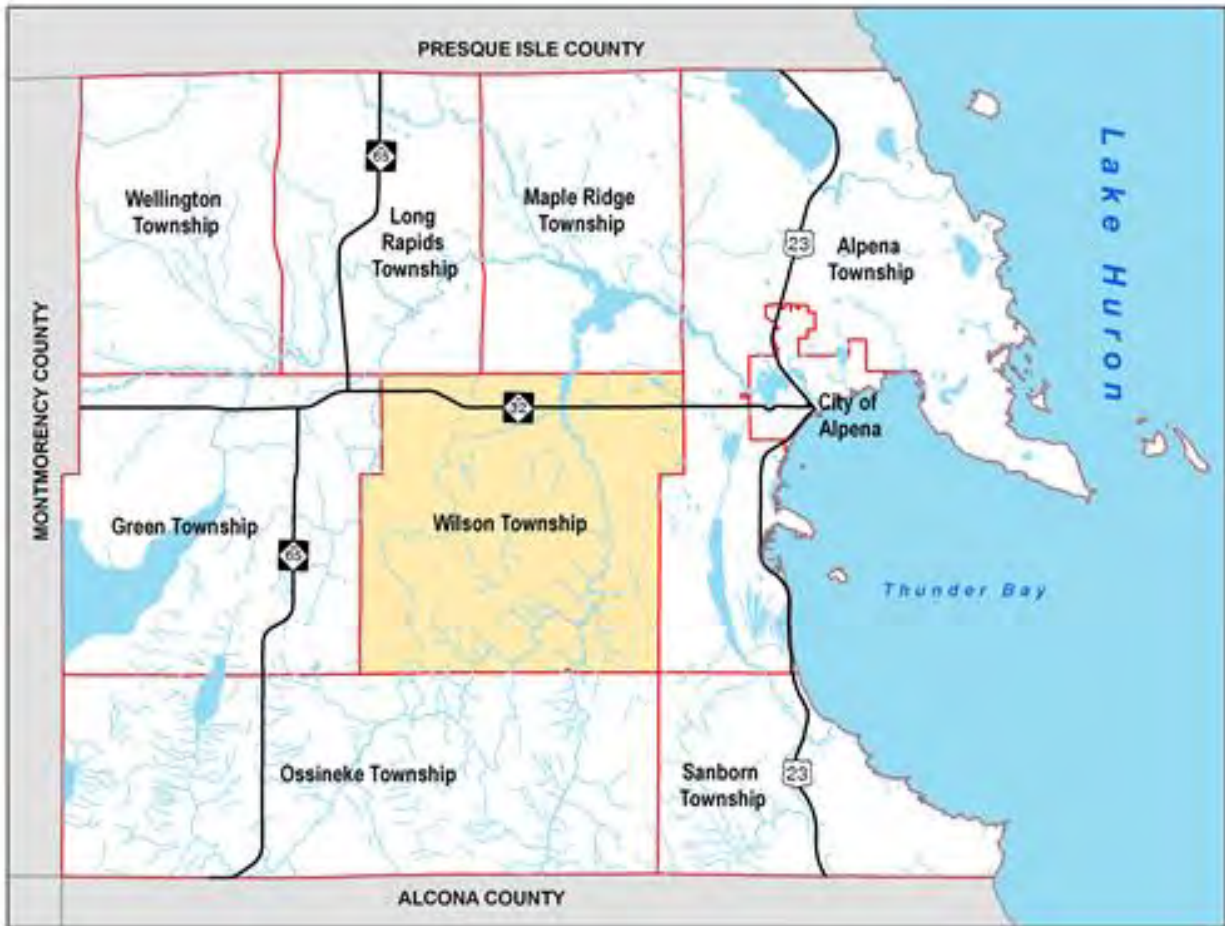 PRESQUE ISLE COUNTY
65
Wellington
Township
Long
Rapids
Township
Maple Ridge
Township
23
Alpena
Township
Lake Huron
MONTMORENCY COUNTY
32
City of
Alpena
Green Township
65
Wilson Township
Thunder Bay
Ossineke Township
Sanborn
Township
23
ALCONA COUNTY